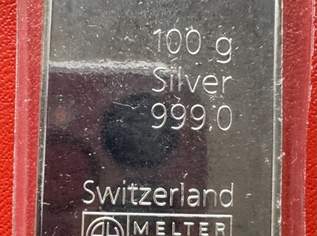 100 g
Silver
999,0
Switzerland
MELTER